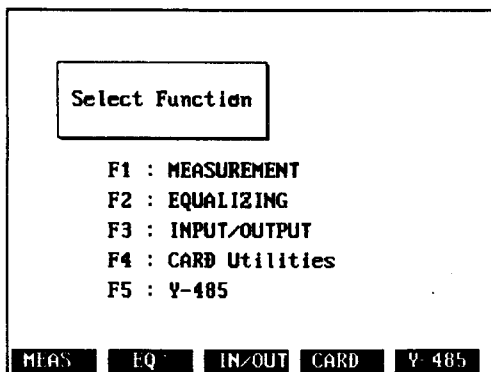 Select Function
F1 : MEASUREMENT
F2 : EQUALIZING
F3 : INPUT/OUTPUT
F4 : CARD Utilities
F5 : Y-485
MEAS EQ IN/OUT CARD Y-485